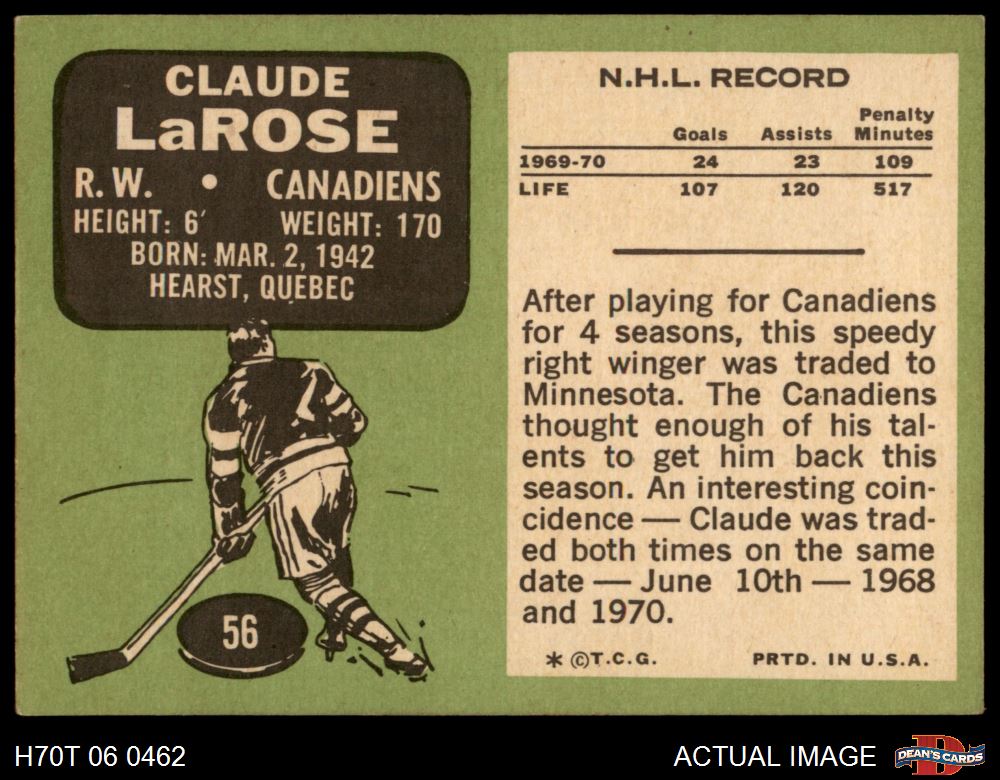 CLAUDE
LaROSE
R. W. • CANADIENS
HEIGHT: 6′ WEIGHT: 170
BORN: MAR. 2, 1942
HEARST, QUEBEC
56
N.H.L. RECORD
Goals Assists Penalty Minutes
1969-70 24 23 109
LIFE 107 120 517
After playing for Canadiens
for 4 seasons, this speedy
right winger was traded to
Minnesota. The Canadiens
thought enough of his tal-
ents to get him back this
season. An interesting coin-
cidence — Claude was trad-
ed both times on the same
date — June 10th — 1968
and 1970.
* ©T.C.G. PRTD. IN U.S.A.
H70T 06 0462 ACTUAL IMAGE
D
DEAN'S CARDS